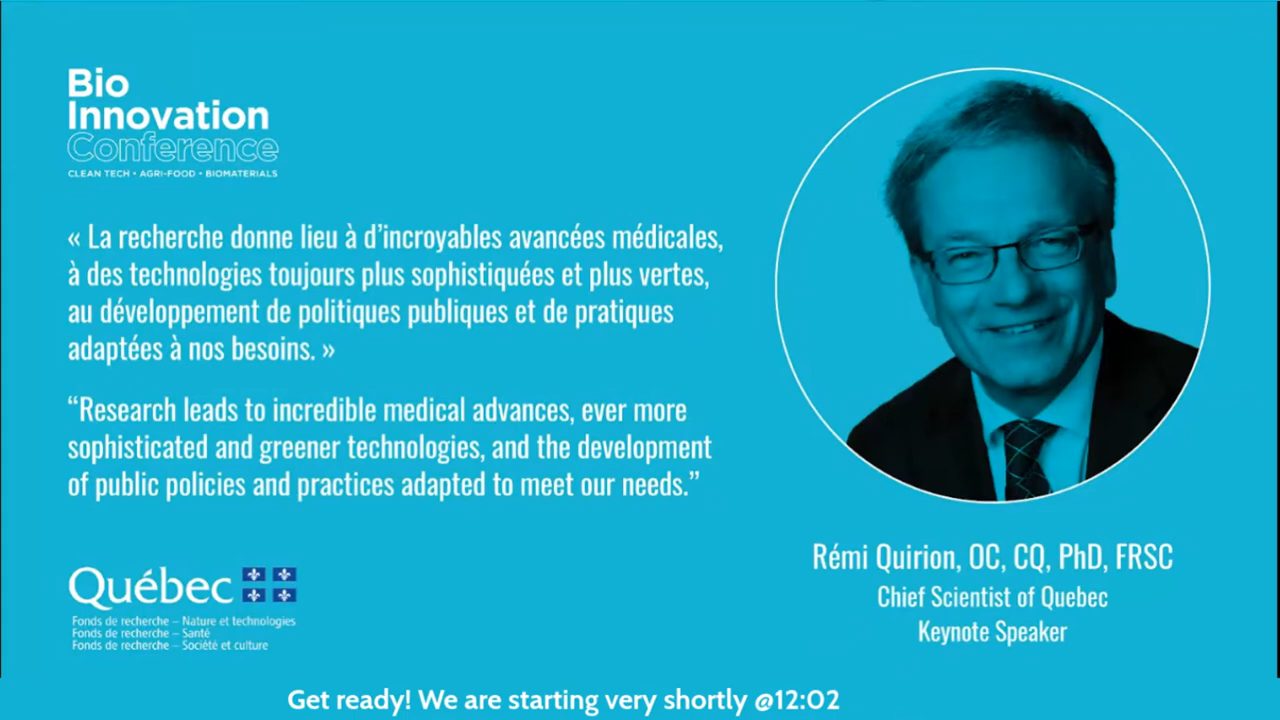 Bio
Innovation
Conference
CLEAN TECH • AGRI-FOOD • BIOMATERIALS
« La recherche donne lieu à d'incroyables avancées médicales,
à des technologies toujours plus sophistiquées et plus vertes,
au développement de politiques publiques et de pratiques
adaptées à nos besoins. »
“Research leads to incredible medical advances, ever more
sophisticated and greener technologies, and the development
of public policies and practices adapted to meet our needs.”
Québec
Fonds de recherche – Nature et technologies
Fonds de recherche – Santé
Fonds de recherche – Société et culture
Rémi Quirion, OC, CQ, PhD, FRSC
Chief Scientist of Quebec
Keynote Speaker
Get ready! We are starting very shortly @12:02